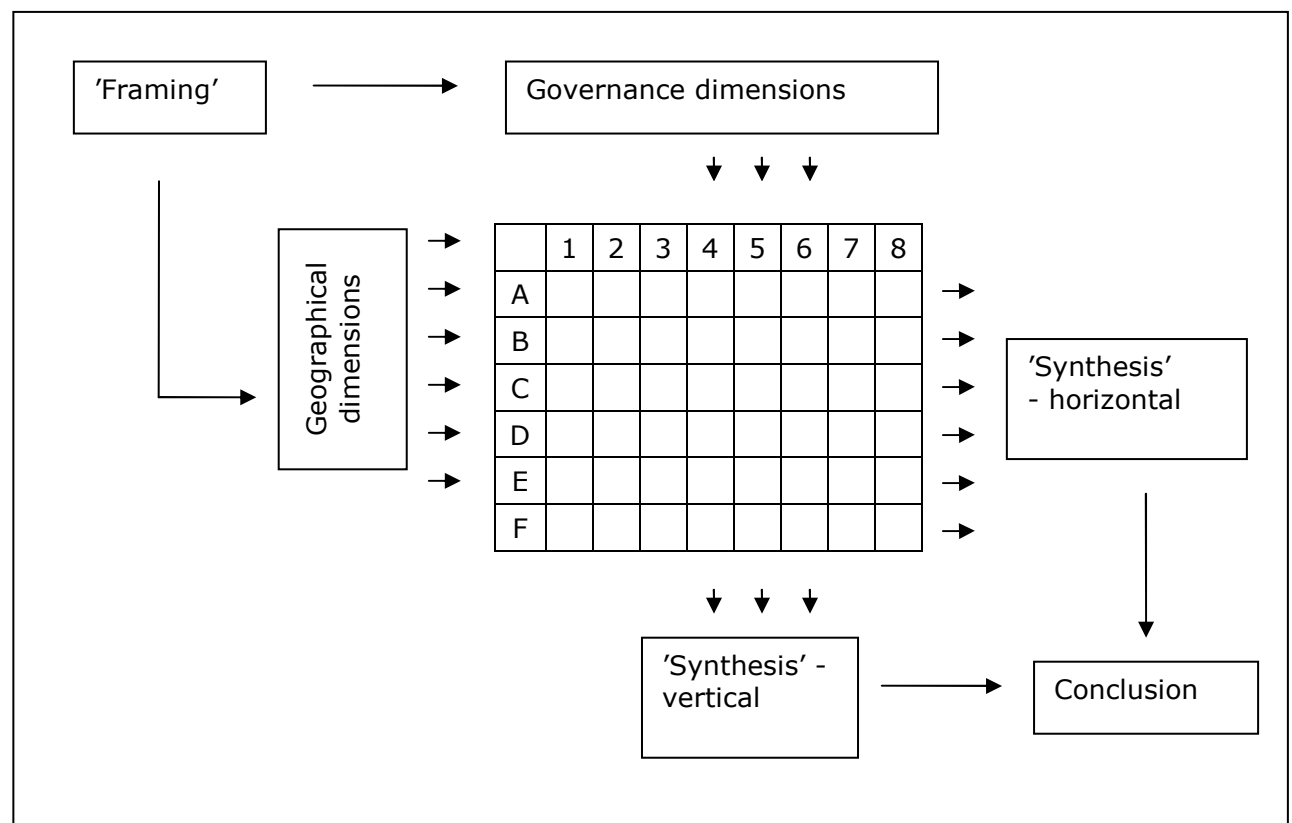 ’Framing’
Governance dimensions
Geographical
dimensions
1 2 3 4 5 6 7 8
A
B
C
D
E
F
’Synthesis’
- horizontal
’Synthesis’ -
vertical
Conclusion